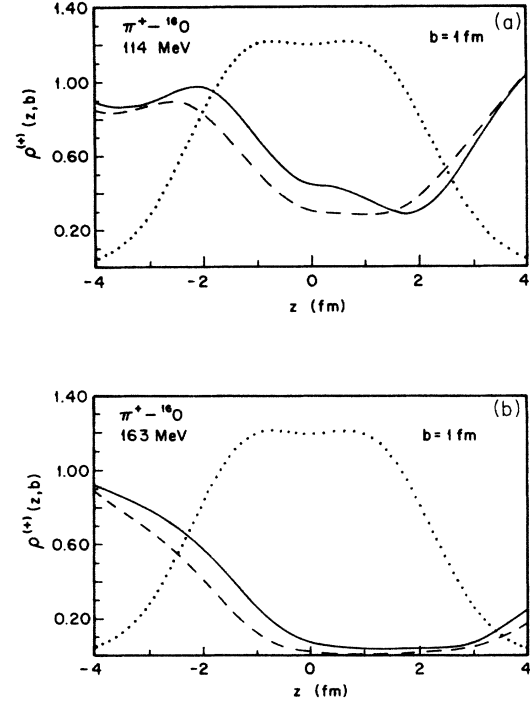 1.40
(a)
π⁺ – ¹⁶O
114 MeV
b = 1 fm
1.00
ρ⁽⁺⁾(z,b)
0.60
0.20
-4 -2 0 2 4
z (fm)
1.40
(b)
π⁺ – ¹⁶O
163 MeV
b = 1 fm
1.00
ρ⁽⁺⁾(z,b)
0.60
0.20
-4 -2 0 2 4
z (fm)